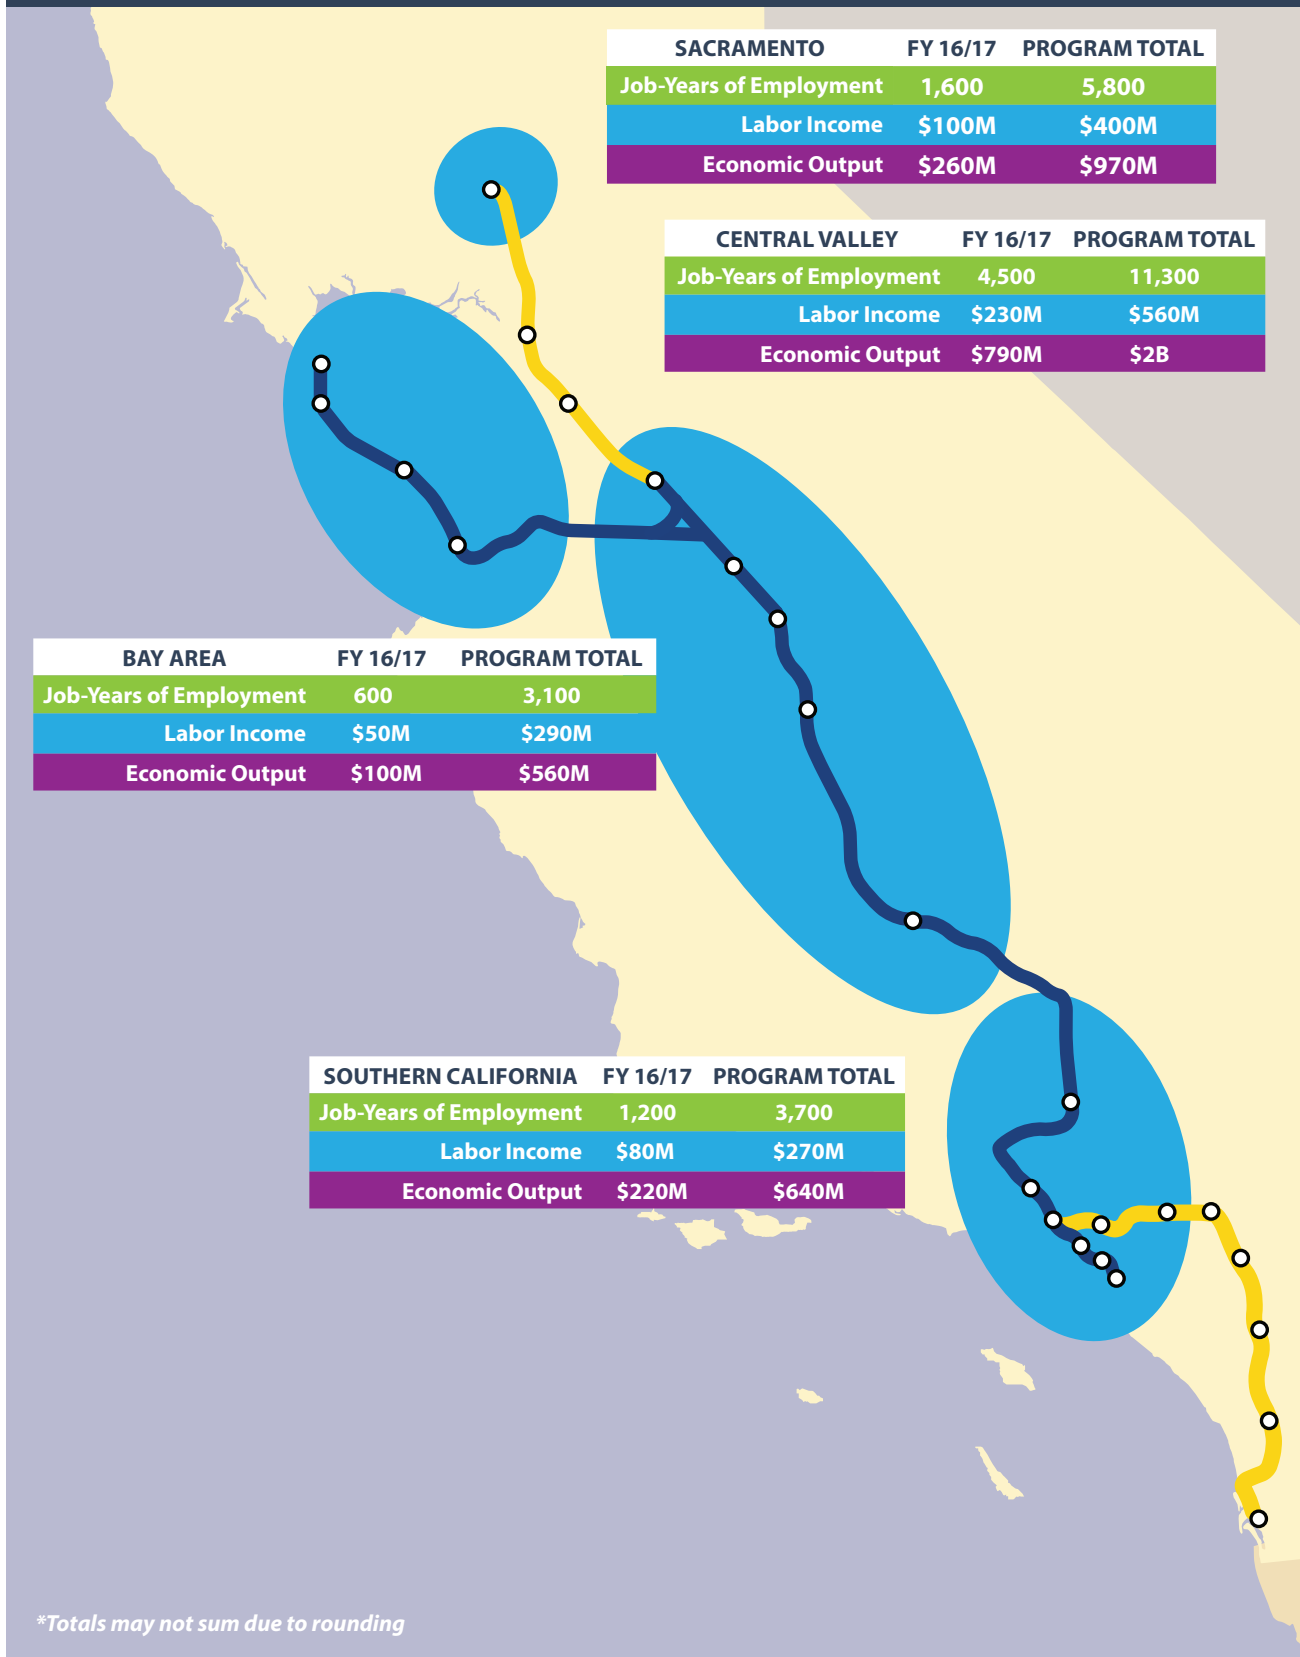 SACRAMENTO FY 16/17 PROGRAM TOTAL
Job-Years of Employment 1,600 5,800
Labor Income $100M $400M
Economic Output $260M $970M
CENTRAL VALLEY FY 16/17 PROGRAM TOTAL
Job-Years of Employment 4,500 11,300
Labor Income $230M $560M
Economic Output $790M $2B
BAY AREA FY 16/17 PROGRAM TOTAL
Job-Years of Employment 600 3,100
Labor Income $50M $290M
Economic Output $100M $560M
SOUTHERN CALIFORNIA FY 16/17 PROGRAM TOTAL
Job-Years of Employment 1,200 3,700
Labor Income $80M $270M
Economic Output $220M $640M
*Totals may not sum due to rounding